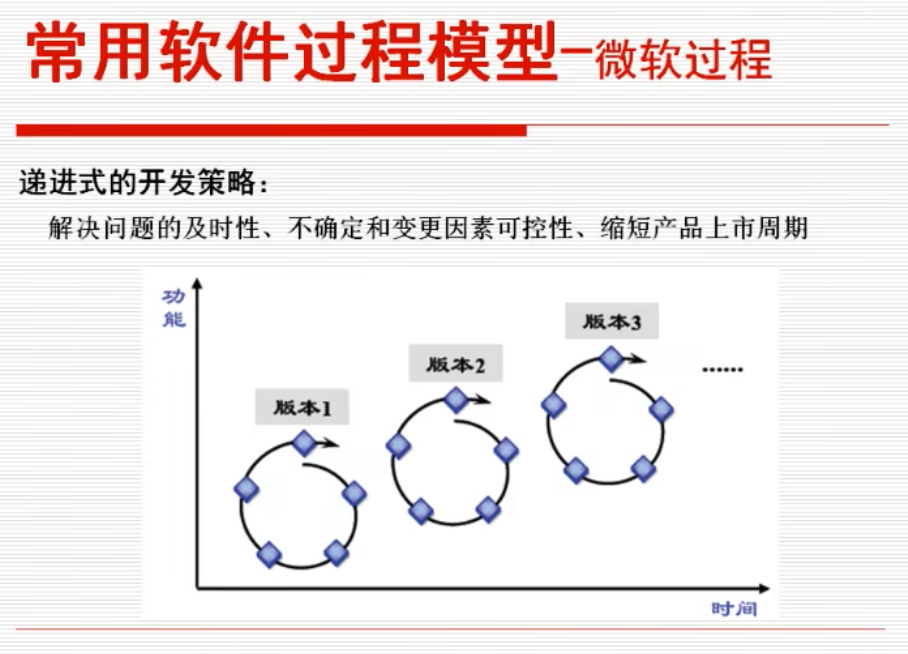 常用软件过程模型–微软过程
递进式的开发策略：
解决问题的及时性、不确定和变更因素可控性、缩短产品上市周期
功能
版本3
版本2
版本1
……
时间